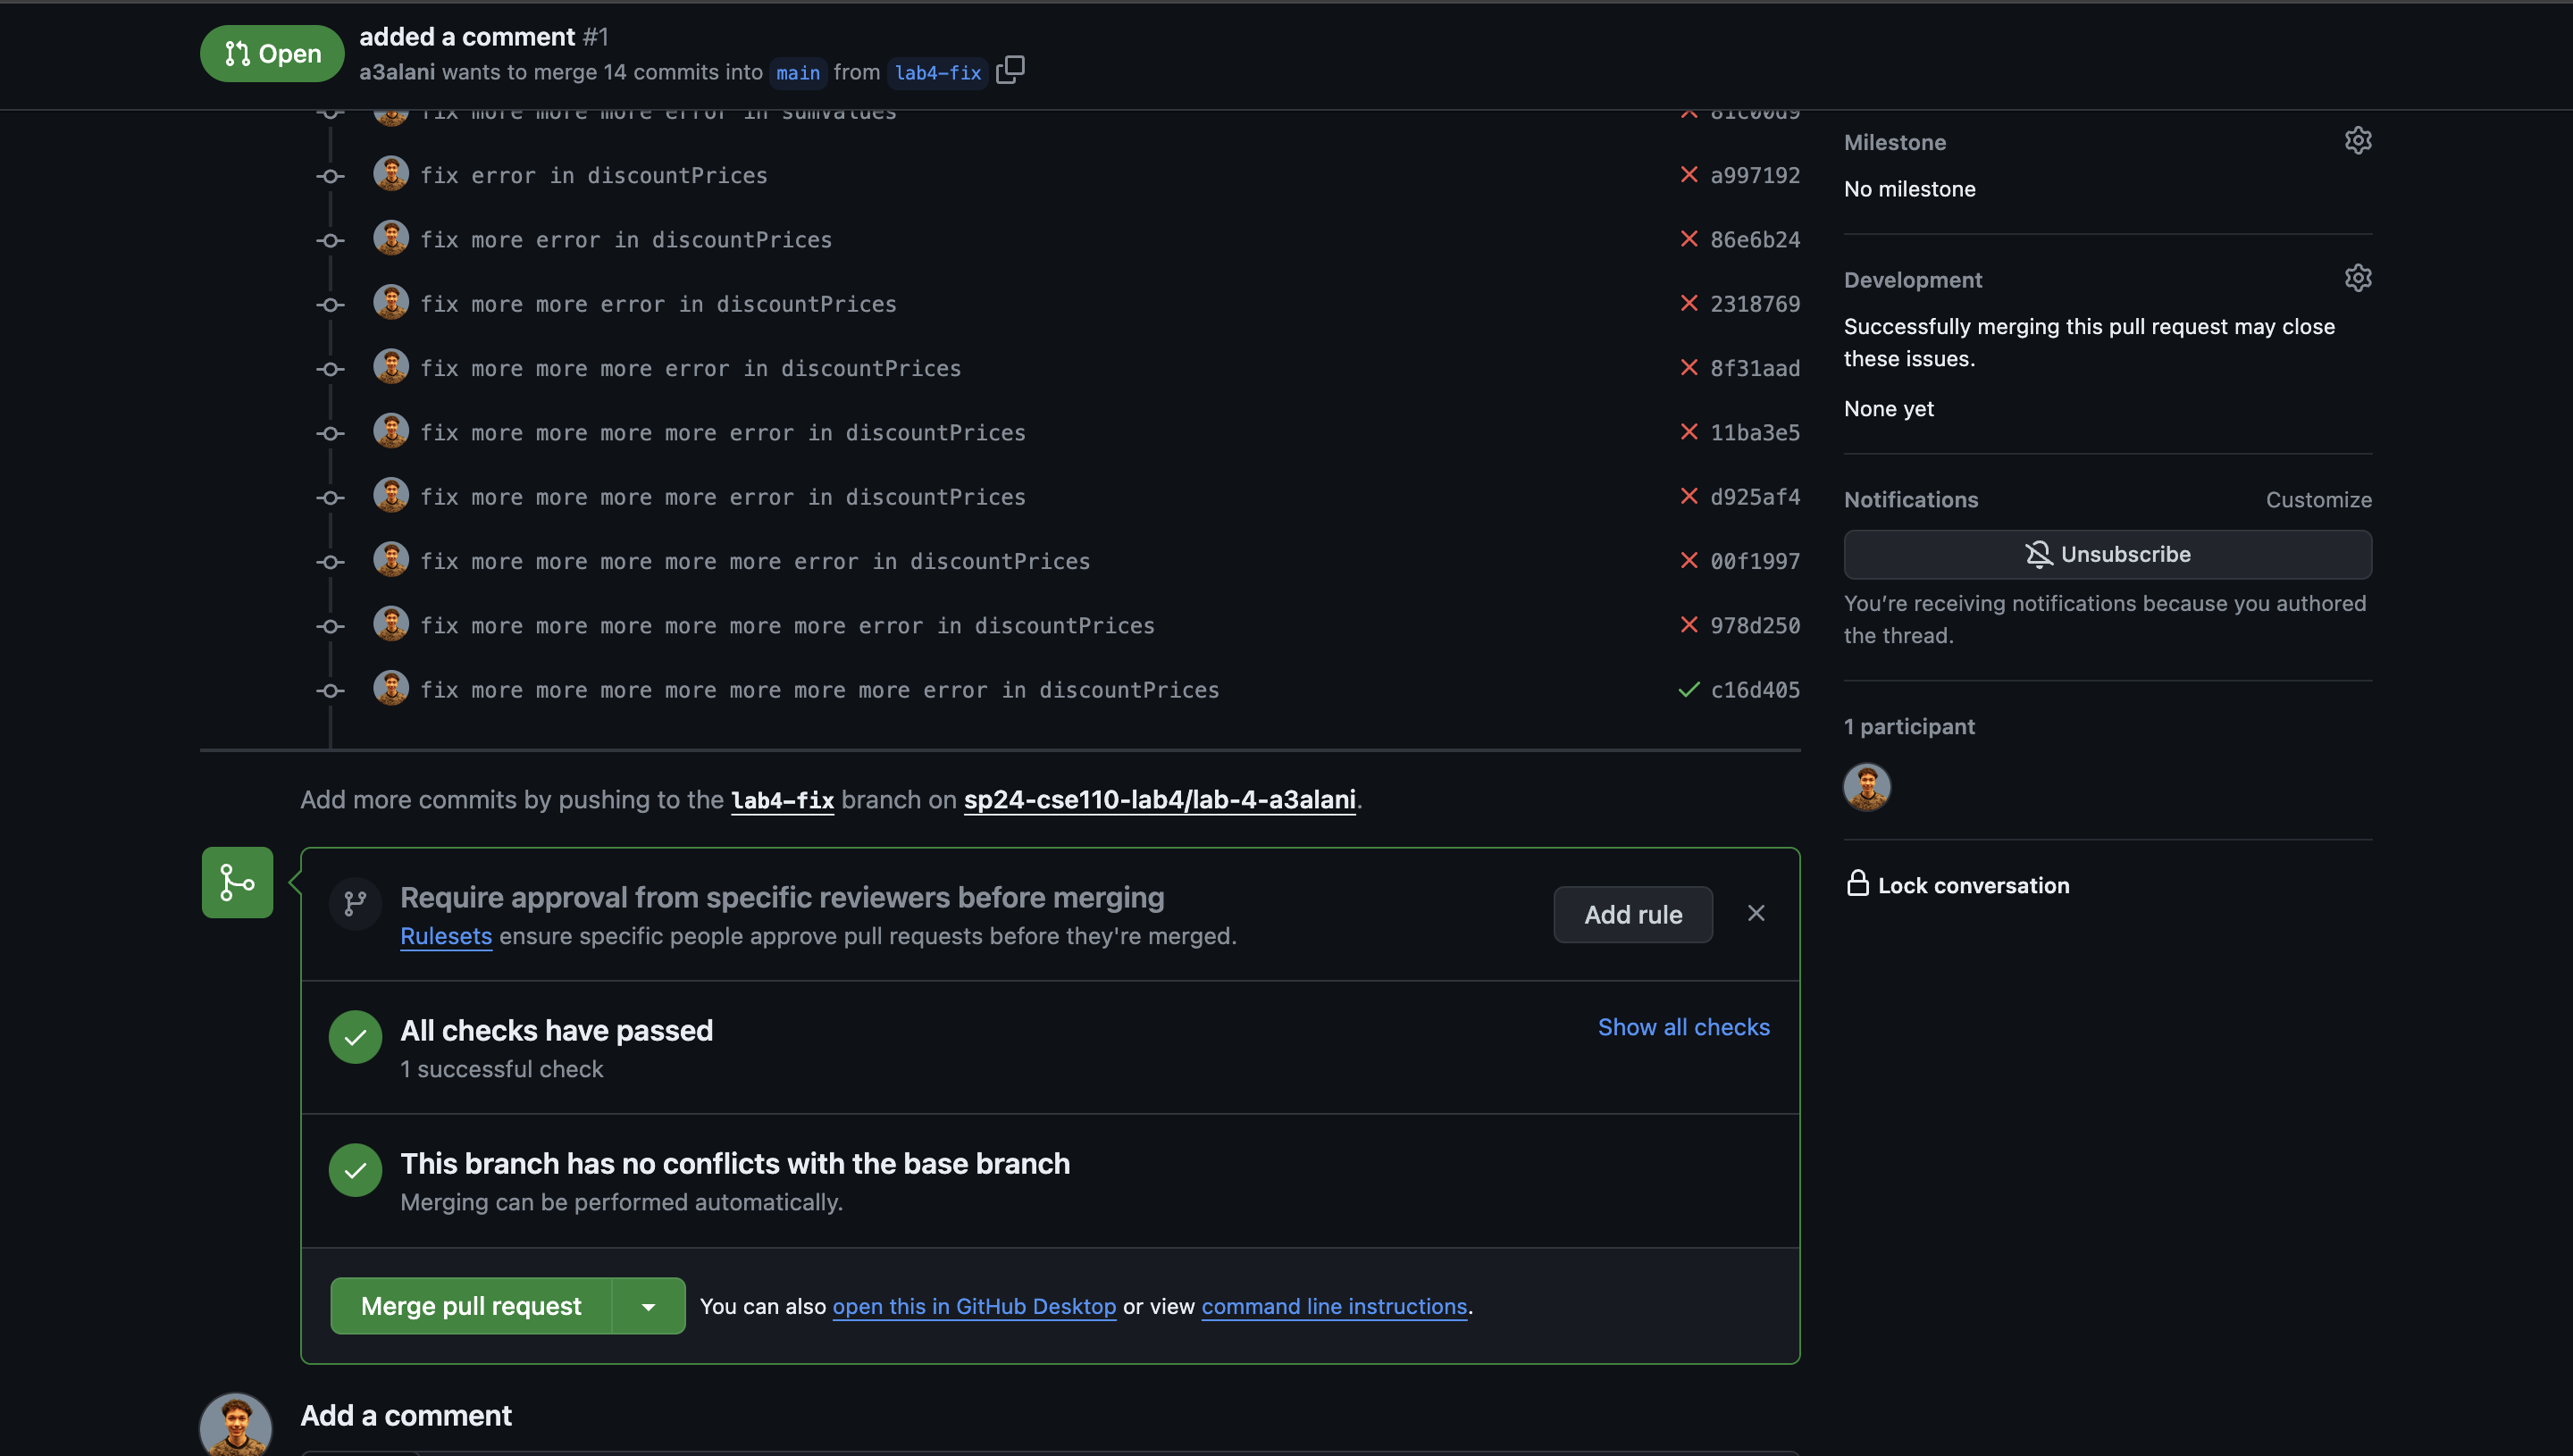 Open
added a comment #1
a3alani wants to merge 14 commits into main from lab4-fix
fix more more more error in sumValues 81c00d9
fix error in discountPrices a997192
fix more error in discountPrices 86e6b24
fix more more error in discountPrices 2318769
fix more more more error in discountPrices 8f31aad
fix more more more more error in discountPrices 11ba3e5
fix more more more more error in discountPrices d925af4
fix more more more more more error in discountPrices 00f1997
fix more more more more more more error in discountPrices 978d250
fix more more more more more more more error in discountPrices c16d405
Add more commits by pushing to the lab4-fix branch on sp24-cse110-lab4/lab-4-a3alani.
Require approval from specific reviewers before merging
Rulesets ensure specific people approve pull requests before they're merged.
Add rule
All checks have passed
1 successful check
Show all checks
This branch has no conflicts with the base branch
Merging can be performed automatically.
Merge pull request
You can also open this in GitHub Desktop or view command line instructions.
Add a comment
Milestone
No milestone
Development
Successfully merging this pull request may close
these issues.
None yet
Notifications
Customize
Unsubscribe
You’re receiving notifications because you authored
the thread.
1 participant
Lock conversation